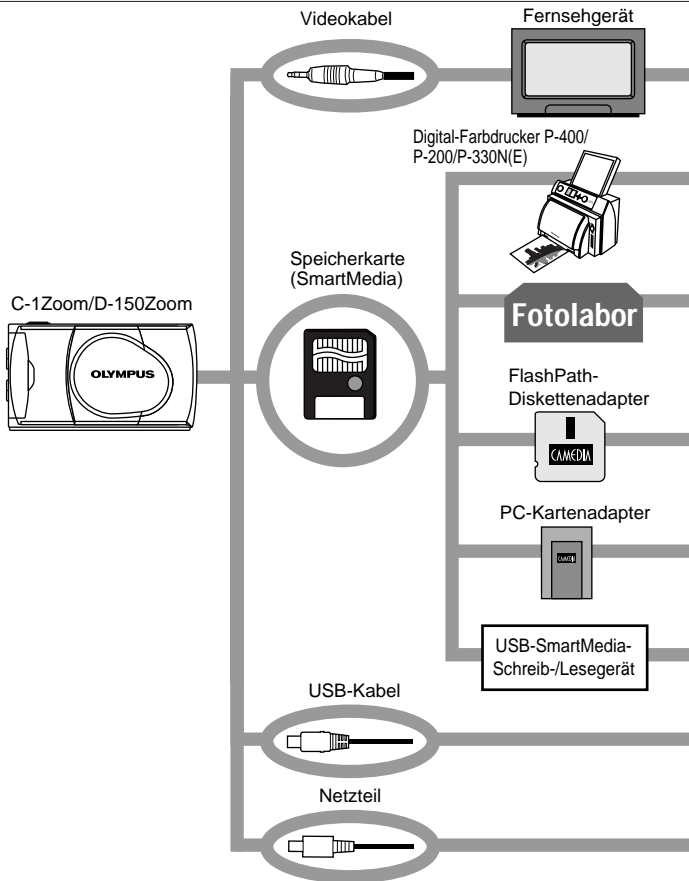 Videokabel
Fernsehgerät
Digital-Farbdrucker P-400/
P-200/P-330N(E)
Speicherkarte
(SmartMedia)
C-1Zoom/D-150Zoom
OLYMPUS
Fotolabor
FlashPath-
Diskettenadapter
CAMEDIA
PC-Kartenadapter
CAMEDIA
USB-SmartMedia-
Schreib-/Lesegerät
USB-Kabel
Netzteil